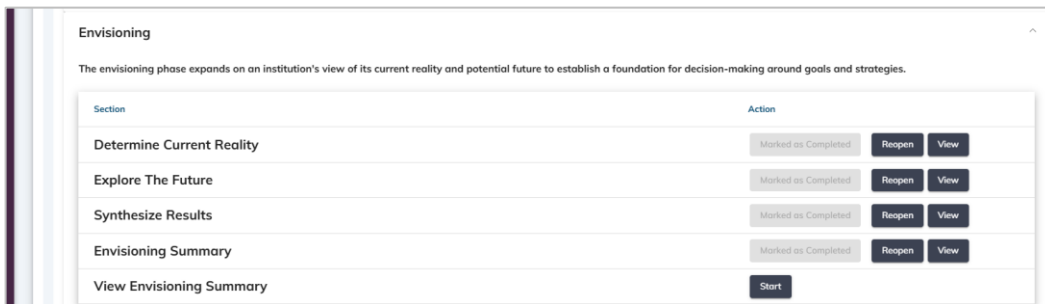 Envisioning
The envisioning phase expands on an institution's view of its current reality and potential future to establish a foundation for decision-making around goals and strategies.
Section Action
Determine Current Reality Marked as Completed Reopen View
Explore The Future Marked as Completed Reopen View
Synthesize Results Marked as Completed Reopen View
Envisioning Summary Marked as Completed Reopen View
View Envisioning Summary Start